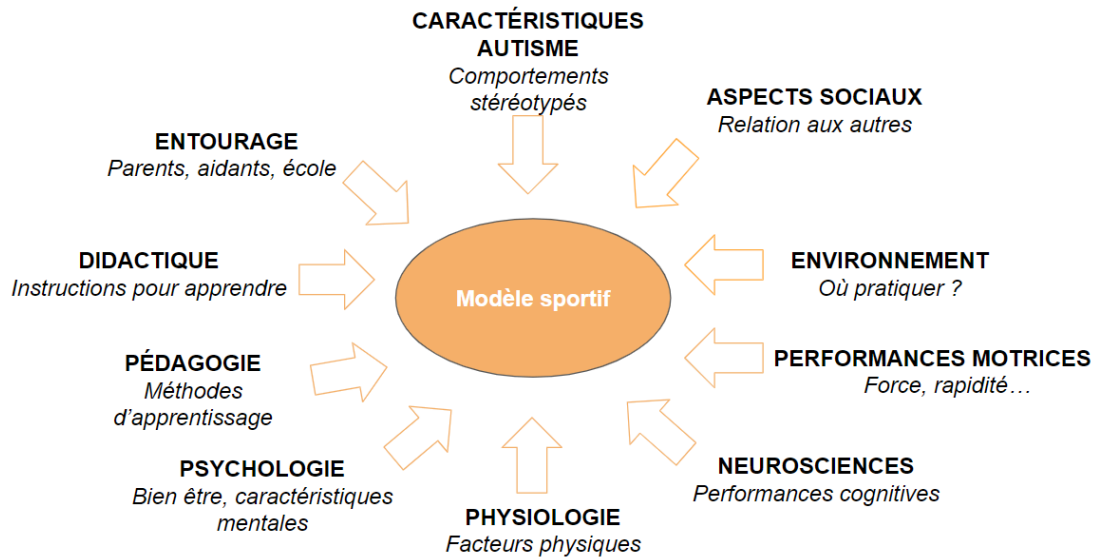 CARACTÉRISTIQUES
AUTISME
Comportements
stéréotypés
ASPECTS SOCIAUX
Relation aux autres
ENTOURAGE
Parents, aidants, école
DIDACTIQUE
Instructions pour apprendre
Modèle sportif
ENVIRONNEMENT
Où pratiquer ?
PÉDAGOGIE
Méthodes
d'apprentissage
PERFORMANCES MOTRICES
Force, rapidité…
PSYCHOLOGIE
Bien être, caractéristiques
mentales
PHYSIOLOGIE
Facteurs physiques
NEUROSCIENCES
Performances cognitives